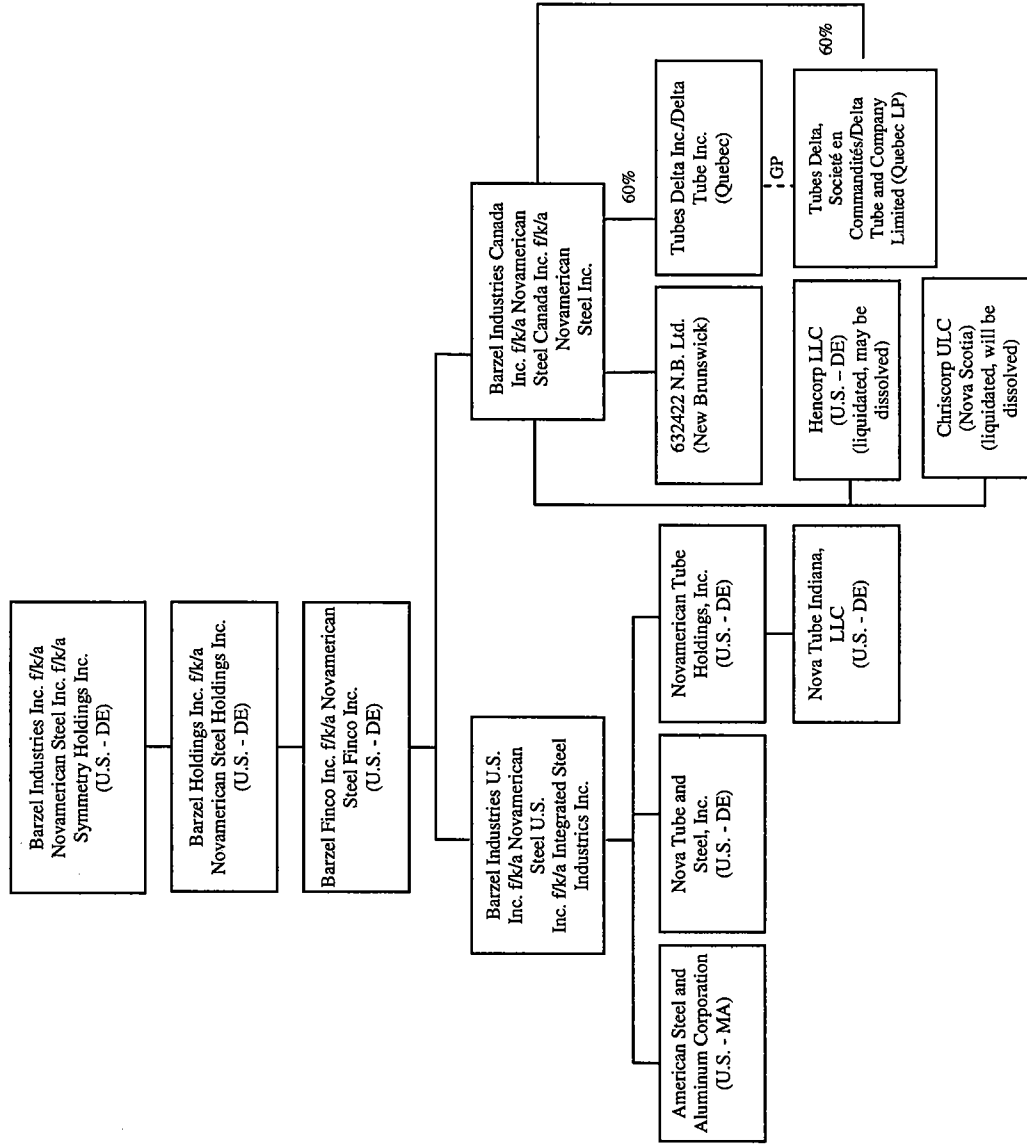 Barzel Industries Inc. f/k/a
Novamerican Steel Inc. f/k/a
Symmetry Holdings Inc.
(U.S. - DE)
Barzel Holdings Inc. f/k/a
Novamerican Steel Holdings Inc.
(U.S. - DE)
Barzel Finco Inc. f/k/a Novamerican
Steel Finco Inc.
(U.S. - DE)
Barzel Industries U.S.
Inc. f/k/a Novamerican
Steel U.S.
Inc. f/k/a Integrated Steel
Industries Inc.
Barzel Industries Canada
Inc. f/k/a Novamerican
Steel Canada Inc. f/k/a
Novamerican
Steel Inc.
60%
60%
American Steel and
Aluminum Corporation
(U.S. - MA)
Nova Tube and
Steel, Inc.
(U.S. - DE)
Novamerican Tube
Holdings, Inc.
(U.S. - DE)
632422 N.B. Ltd.
(New Brunswick)
Tubes Delta Inc./Delta
Tube Inc.
(Quebec)
GP
Nova Tube Indiana,
LLC
(U.S. - DE)
Hencorp LLC
(U.S. – DE)
(liquidated, may be
dissolved)
Tubes Delta,
Societé en
Commandités/Delta
Tube and Company
Limited (Quebec LP)
Chriscorp ULC
(Nova Scotia)
(liquidated, will be
dissolved)